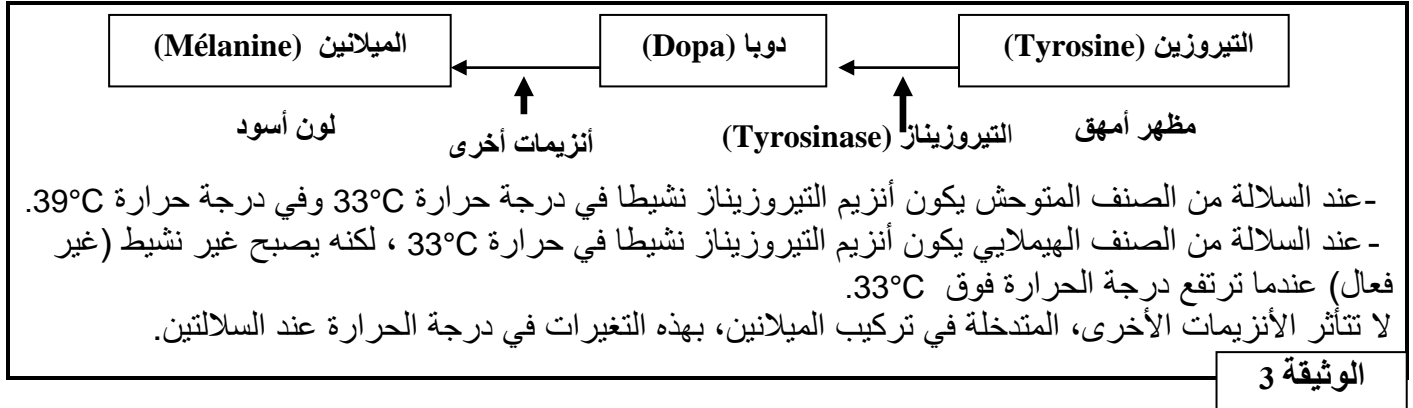 التيروزين (Tyrosine) دوبا (Dopa) الميلانين (Mélanine)
مظهر أمهق التيروزيناز (Tyrosinase) أنزيمات أخرى لون أسود
-عند السلالة من الصنف المتوحش يكون أنزيم التيروزيناز نشيطا في درجة حرارة 33°C وفي درجة حرارة 39°C.
- عند السلالة من الصنف الهيملايي يكون أنزيم التيروزيناز نشيطا في حرارة 33°C ، لكنه يصبح غير نشيط (غير
فعال) عندما ترتفع درجة الحرارة فوق 33°C.
لا تتأثر الأنزيمات الأخرى، المتدخلة في تركيب الميلانين، بهذه التغيرات في درجة الحرارة عند السلالتين.
الوثيقة 3